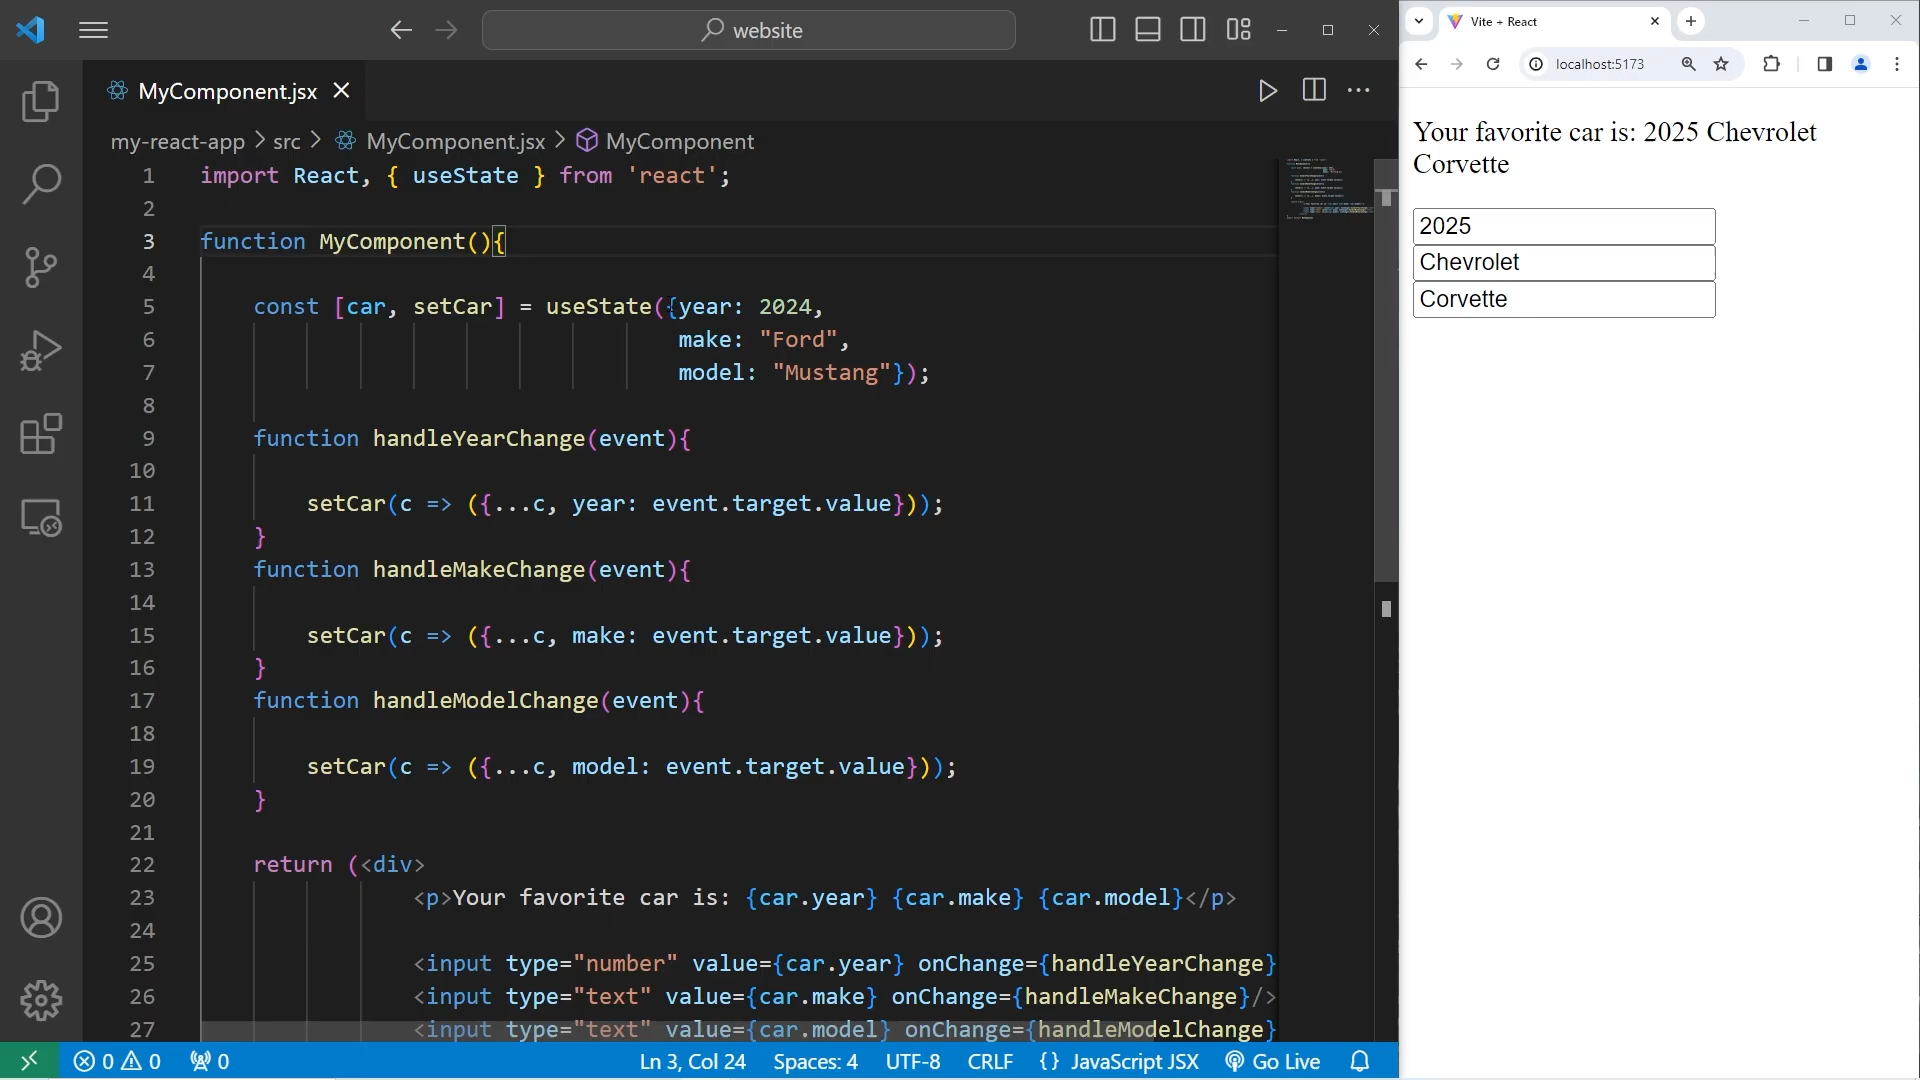 website
MyComponent.jsx
my-react-app > src > MyComponent.jsx > MyComponent
1 import React, { useState } from 'react';
2
3 function MyComponent(){
4
5 const [car, setCar] = useState({year: 2024,
6 make: "Ford",
7 model: "Mustang"});
8
9 function handleYearChange(event){
10
11 setCar(c => ({...c, year: event.target.value}));
12 }
13 function handleMakeChange(event){
14
15 setCar(c => ({...c, make: event.target.value}));
16 }
17 function handleModelChange(event){
18
19 setCar(c => ({...c, model: event.target.value}));
20 }
21
22 return (<div>
23 <p>Your favorite car is: {car.year} {car.make} {car.model}</p>
24
25 <input type="number" value={car.year} onChange={handleYearChange}
26 <input type="text" value={car.make} onChange={handleMakeChange}/>
27 <input type="text" value={car.model} onChange={handleModelChange}
0 0 0 Ln 3, Col 24 Spaces: 4 UTF-8 CRLF {} JavaScript JSX Go Live
Vite + React
localhost:5173
Your favorite car is: 2025 Chevrolet
Corvette
2025
Chevrolet
Corvette